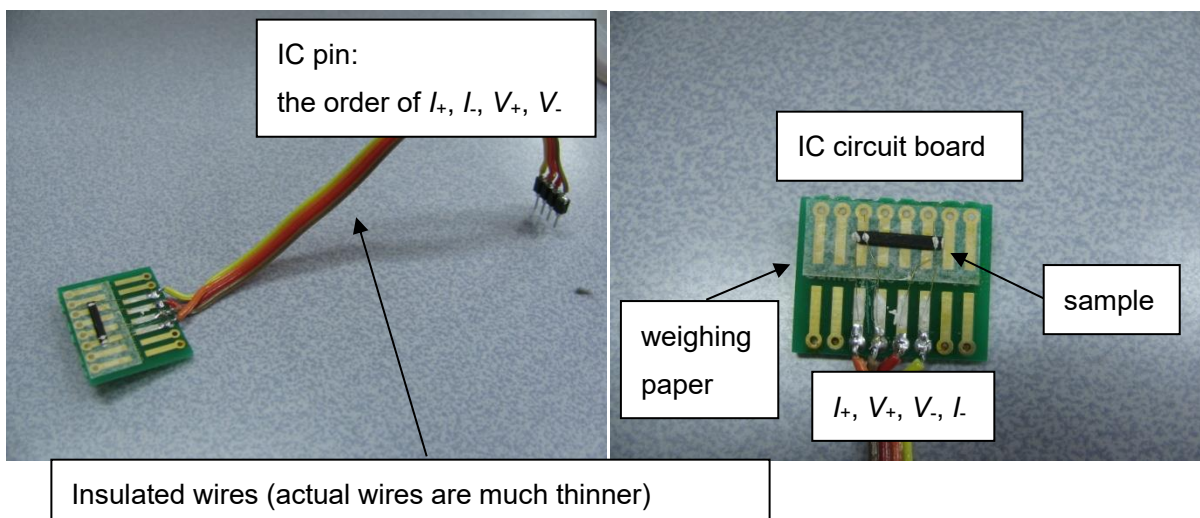 IC pin:
the order of I+, I-, V+, V-
IC circuit board
sample
weighing
paper
I+, V+, V-, I-
Insulated wires (actual wires are much thinner)